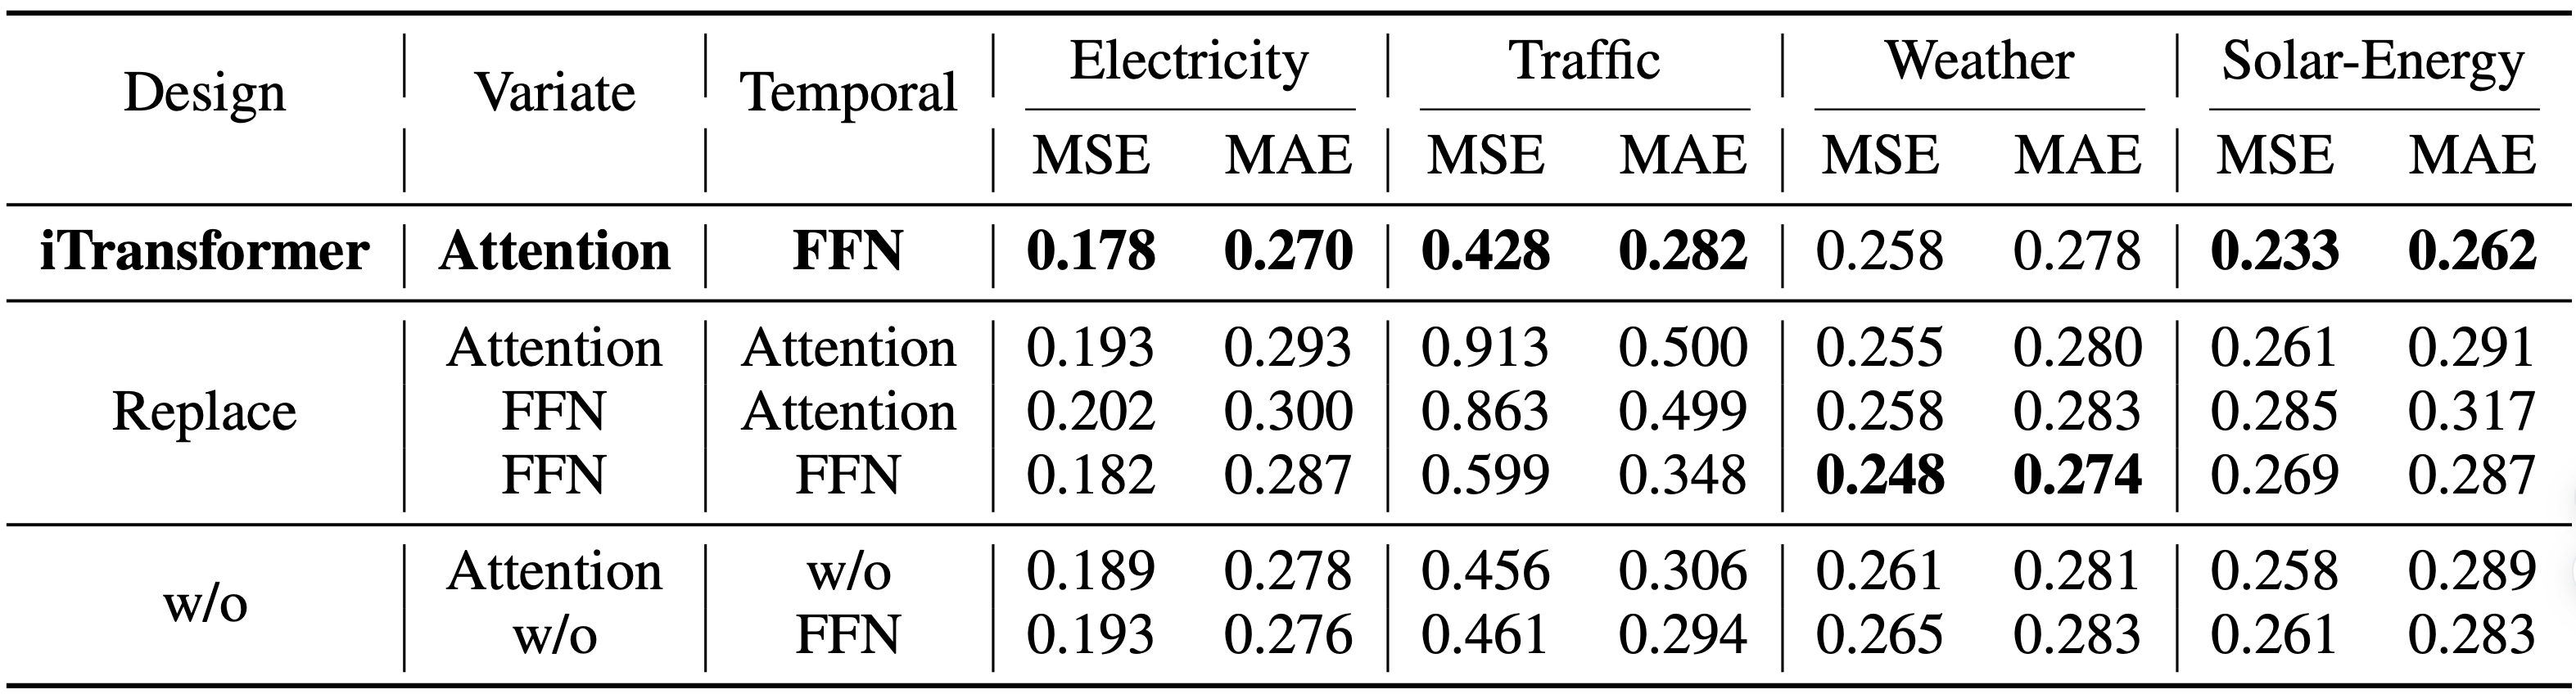 Design Variate Temporal Electricity Traffic Weather Solar-Energy
MSE MAE MSE MAE MSE MAE MSE MAE
iTransformer Attention FFN 0.178 0.270 0.428 0.282 0.258 0.278 0.233 0.262
Attention Attention 0.193 0.293 0.913 0.500 0.255 0.280 0.261 0.291
Replace FFN Attention 0.202 0.300 0.863 0.499 0.258 0.283 0.285 0.317
FFN FFN 0.182 0.287 0.599 0.348 0.248 0.274 0.269 0.287
w/o Attention w/o 0.189 0.278 0.456 0.306 0.261 0.281 0.258 0.289
w/o FFN 0.193 0.276 0.461 0.294 0.265 0.283 0.261 0.283